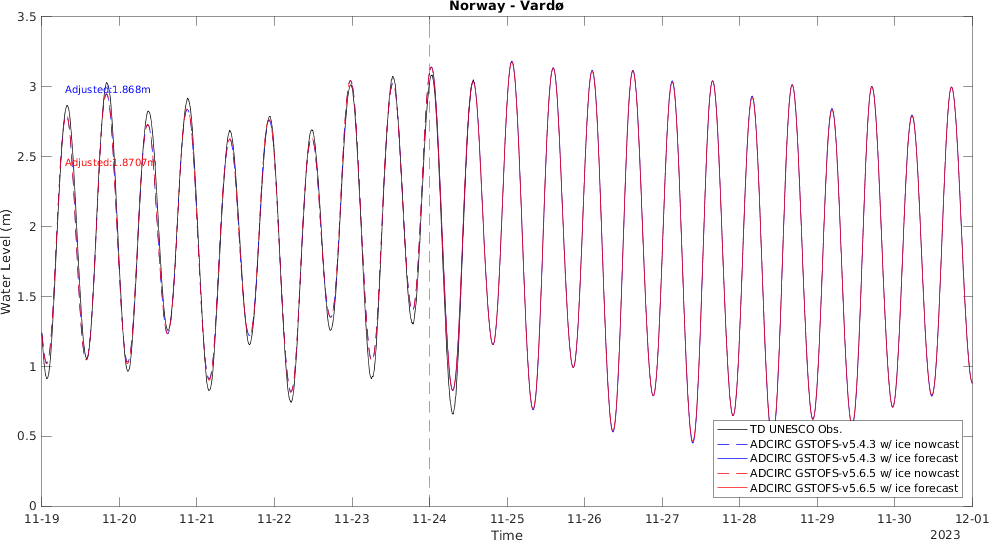 Norway - Vardø
3.5
3
2.5
2
1.5
1
0.5
0
Water Level (m)
Adjusted:1.868m
Adjusted:1.8707m
TD UNESCO Obs.
ADCIRC GSTOFS-v5.4.3 w/ ice nowcast
ADCIRC GSTOFS-v5.4.3 w/ ice forecast
ADCIRC GSTOFS-v5.6.5 w/ ice nowcast
ADCIRC GSTOFS-v5.6.5 w/ ice forecast
11-19 11-20 11-21 11-22 11-23 11-24 11-25 11-26 11-27 11-28 11-29 11-30 12-01
Time
2023